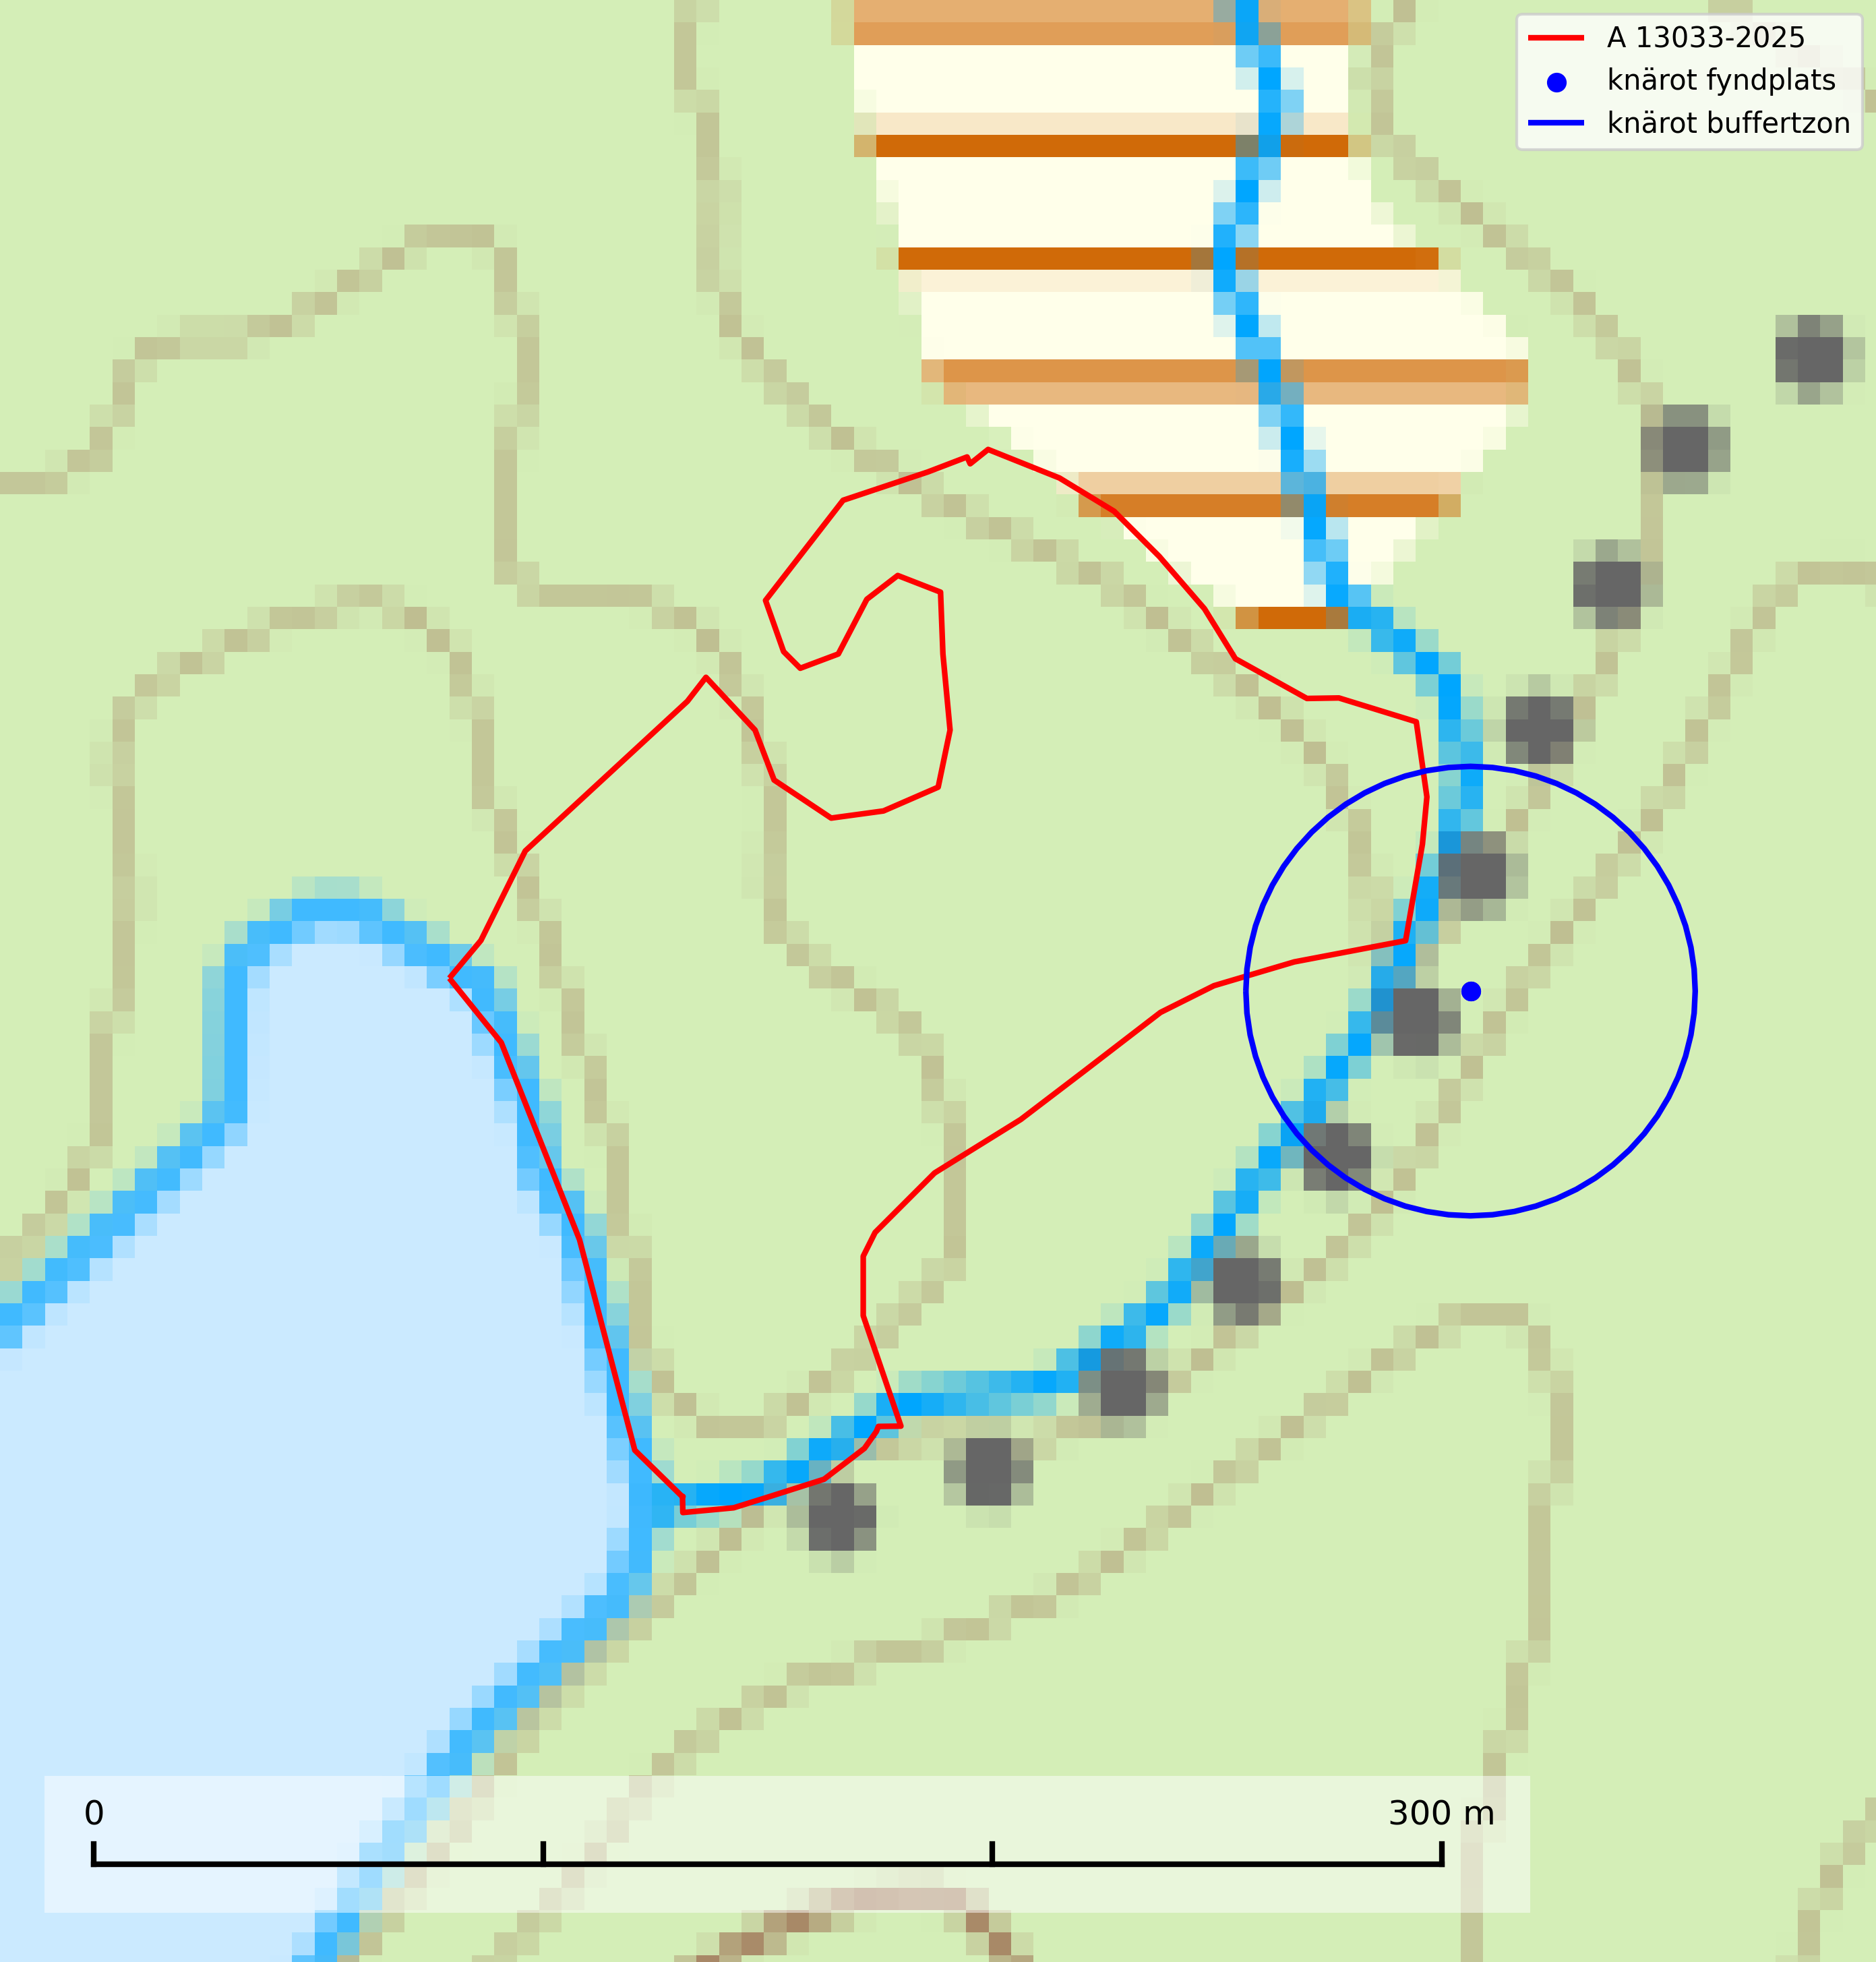 A 13033-2025
knärot fyndplats
knärot buffertzon
0 300 m